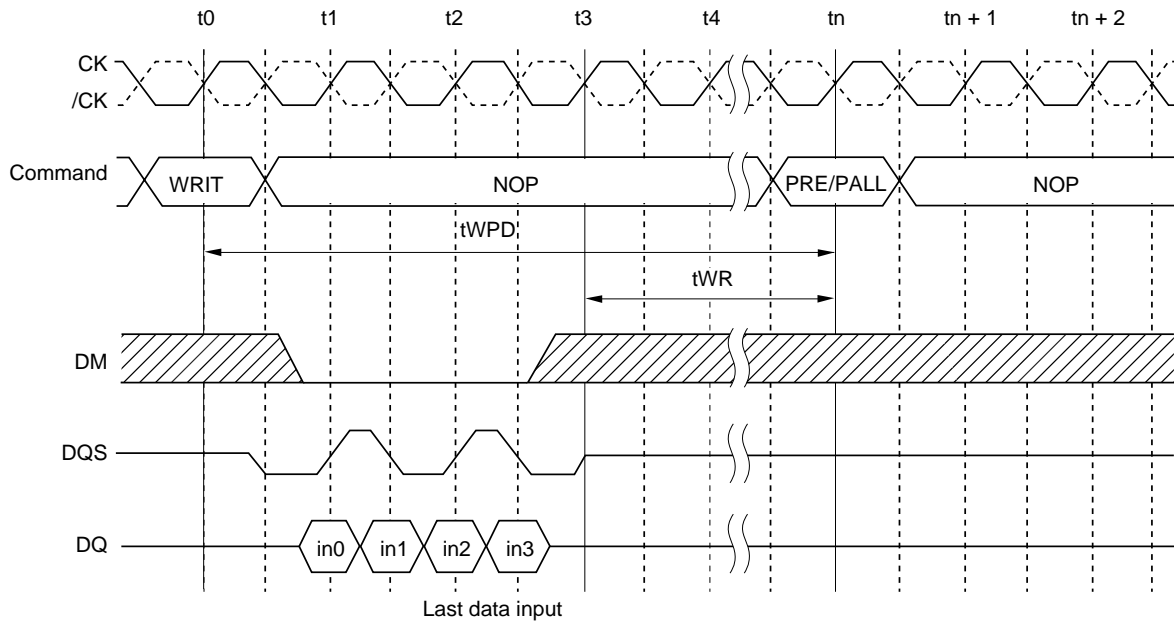 t0 t1 t2 t3 t4 tn tn + 1 tn + 2
CK
/CK
Command WRIT NOP PRE/PALL NOP
tWPD
tWR
DM
DQS
DQ in0 in1 in2 in3
Last data input